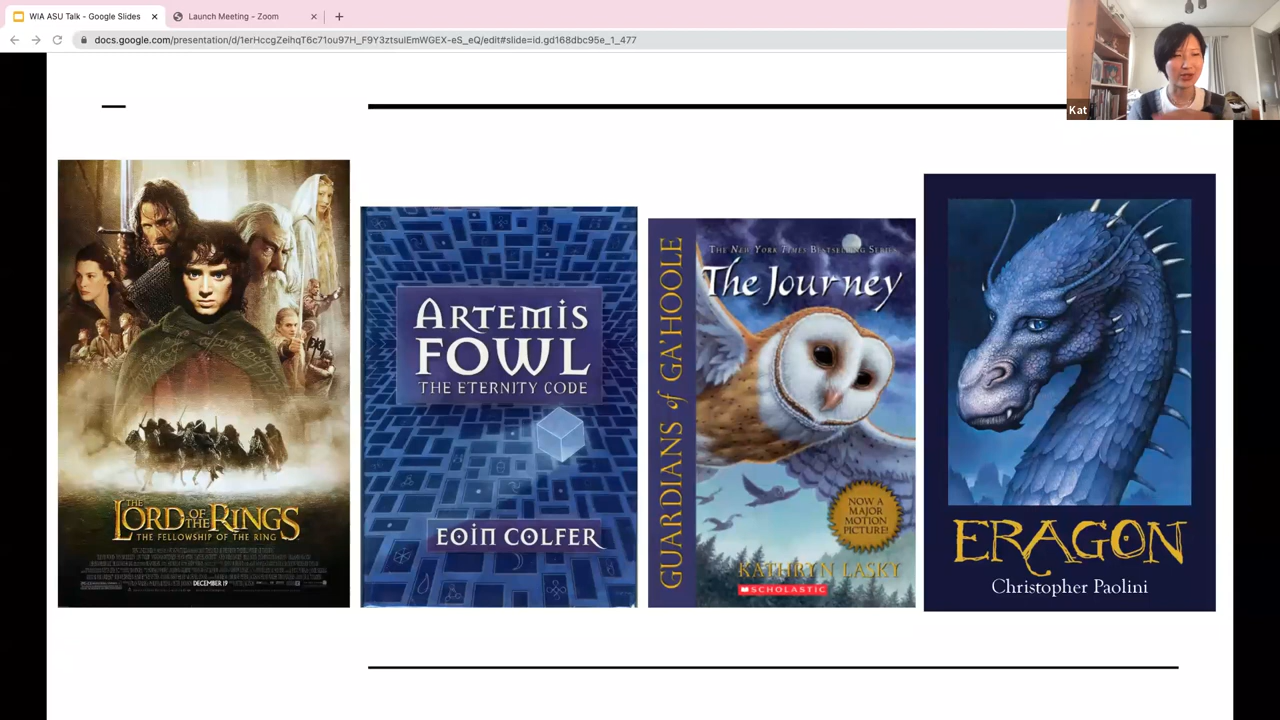 WIA ASU Talk - Google Slides
Launch Meeting - Zoom
docs.google.com/presentation/d/1erHccgZeihqT6c71ou97H_F9Y3ztsuIEmWGEX-eS_eQ/edit#slide=id.gd168dbc95e_1_477
Kat
THE
LORD OF THE RINGS
THE FELLOWSHIP OF THE RING
DECEMBER 19
ARTEMIS
FOWL
THE ETERNITY CODE
EOIN COLFER
GUARDIANS of GA'HOOLE
THE NEW YORK TIMES BESTSELLING SERIES
The Journey
NOW A
MAJOR
MOTION
PICTURE!
KATHRYN LASKY
SCHOLASTIC
ERAGON
Christopher Paolini